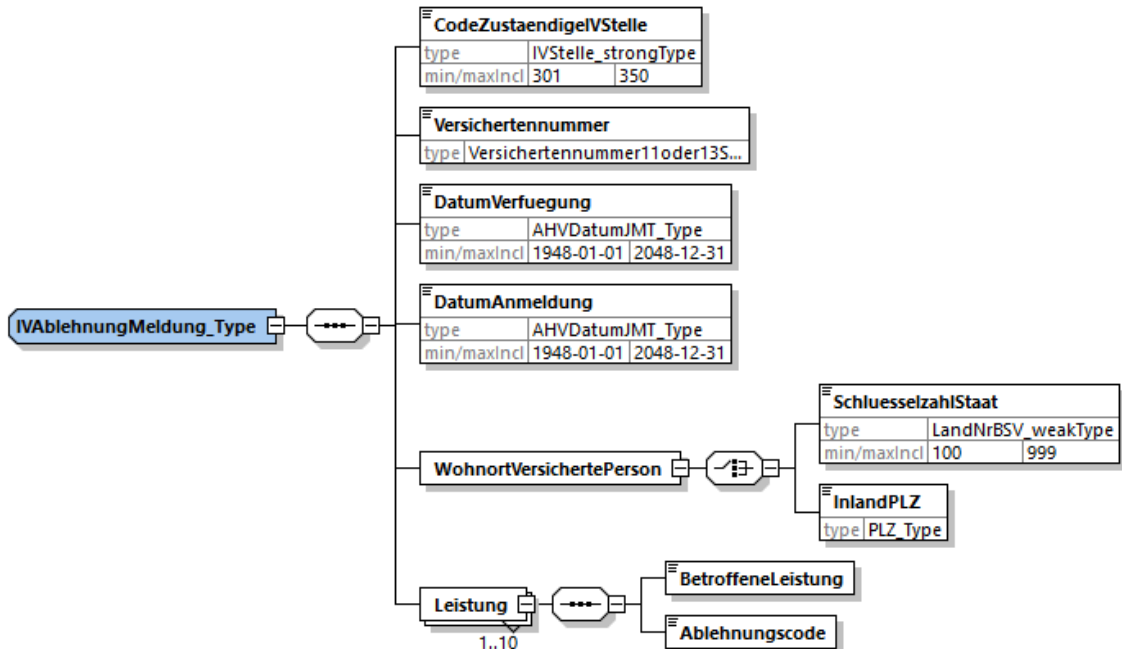 CodeZustaendigeIVStelle
type IVStelle_strongType
min/maxIncl 301 350
Versichertennummer
type Versichertennummer11oder13S...
DatumVerfuegung
type AHVDatumJMT_Type
min/maxIncl 1948-01-01 2048-12-31
IVAblehnungMeldung_Type
DatumAnmeldung
type AHVDatumJMT_Type
min/maxIncl 1948-01-01 2048-12-31
WohnortVersichertePerson
SchluesselzahlStaat
type LandNrBSV_weakType
min/maxIncl 100 999
InlandPLZ
type PLZ_Type
Leistung
1..10
BetroffeneLeistung
Ablehnungscode